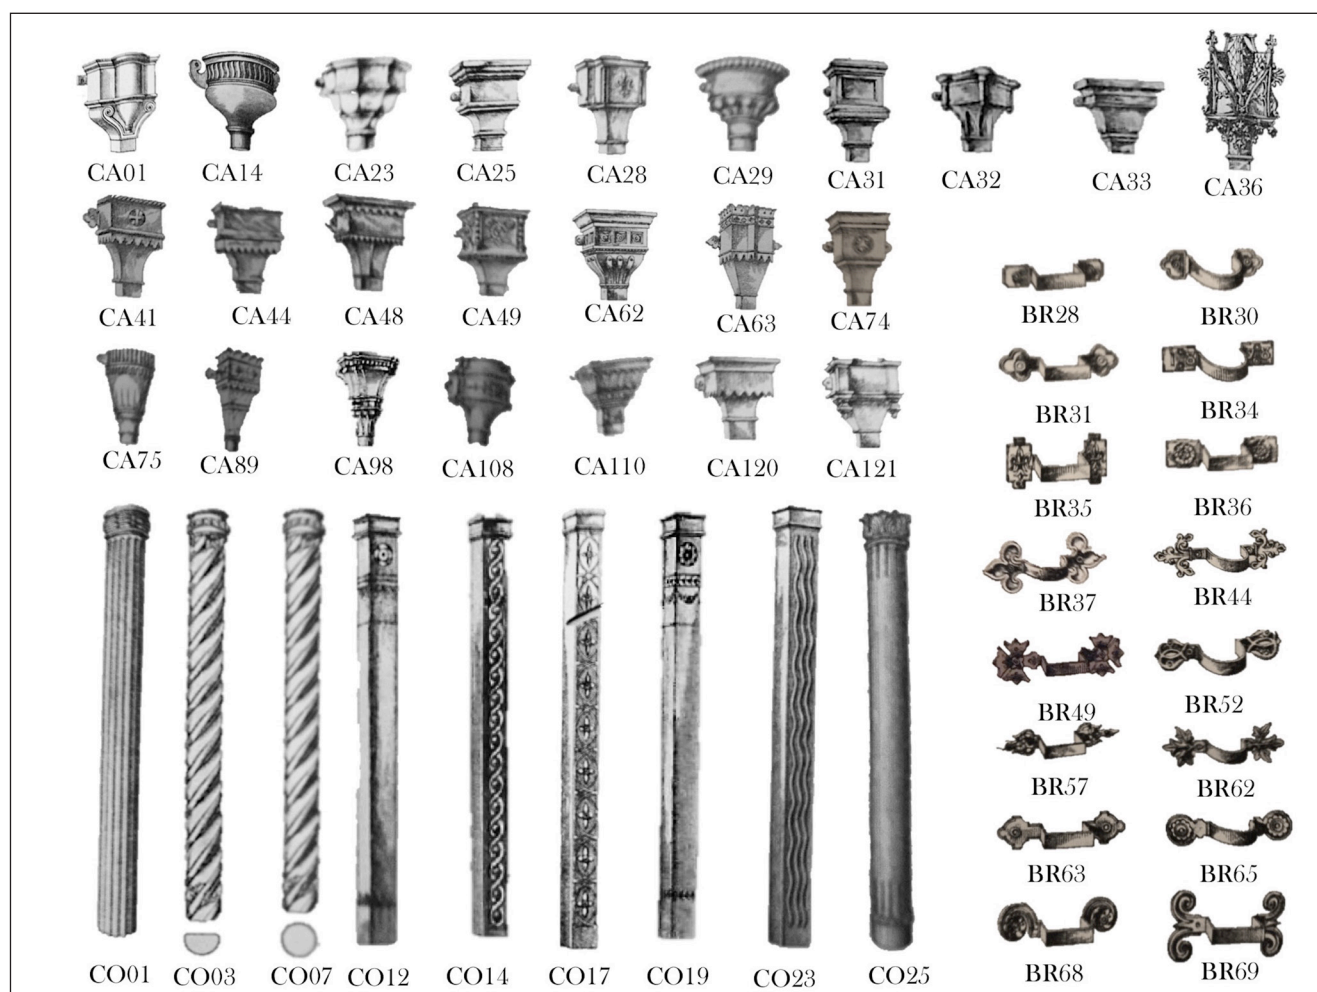 CA01 CA14 CA23 CA25 CA28 CA29 CA31 CA32 CA33 CA36
CA41 CA44 CA48 CA49 CA62 CA63 CA74
BR28 BR30
BR31 BR34
CA75 CA89 CA98 CA108 CA110 CA120 CA121
BR35 BR36
BR37 BR44
BR49 BR52
BR57 BR62
BR63 BR65
CO01 CO03 CO07 CO12 CO14 CO17 CO19 CO23 CO25 BR68 BR69